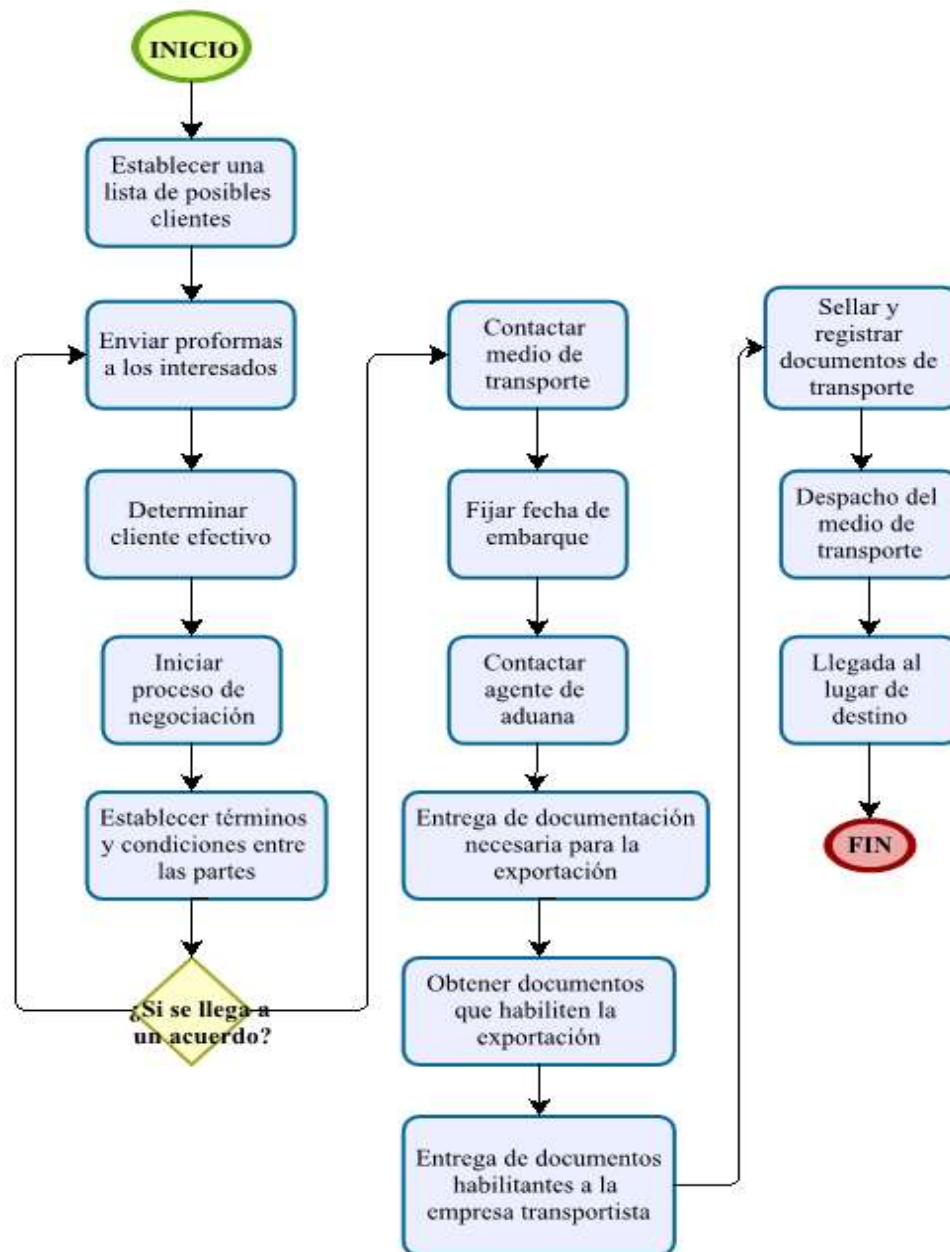 INICIO
Establecer una
lista de posibles
clientes
Enviar proformas
a los interesados
Determinar
cliente efectivo
Iniciar
proceso de
negociación
Establecer términos
y condiciones entre
las partes
¿Si se llega a
un acuerdo?
Contactar
medio de
transporte
Fijar fecha de
embarque
Contactar
agente de
aduana
Entrega de documentación
necesaria para la
exportación
Obtener documentos
que habiliten la
exportación
Entrega de documentos
habilitantes a la
empresa transportista
Sellar y
registrar
documentos de
transporte
Despacho del
medio de
transporte
Llegada al
lugar de
destino
FIN